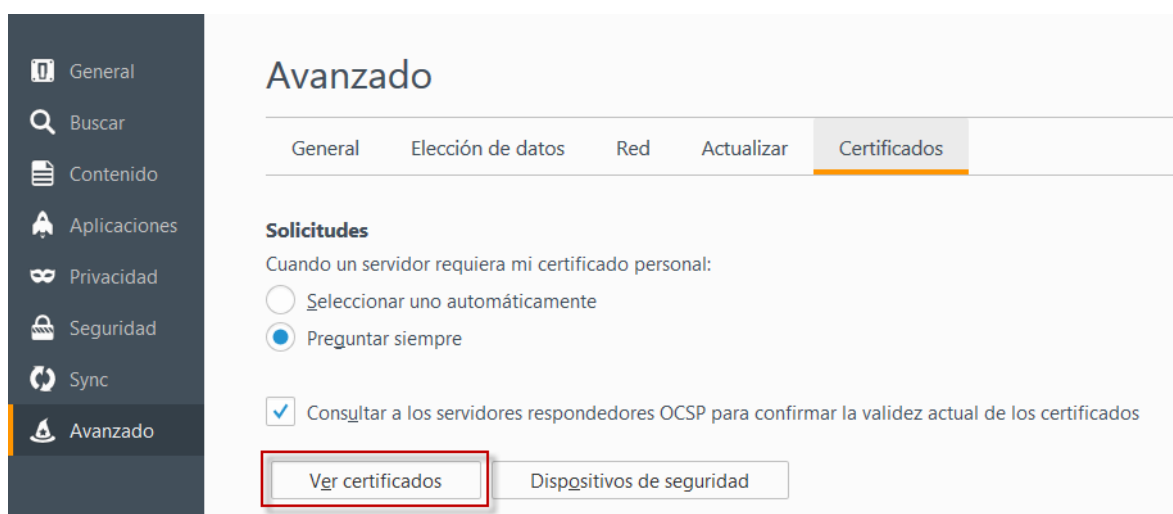 General
Buscar
Contenido
Aplicaciones
Privacidad
Seguridad
Sync
Avanzado
Avanzado
General Elección de datos Red Actualizar Certificados
Solicitudes
Cuando un servidor requiera mi certificado personal:
Seleccionar uno automáticamente
Preguntar siempre
Consultar a los servidores respondedores OCSP para confirmar la validez actual de los certificados
Ver certificados Dispositivos de seguridad